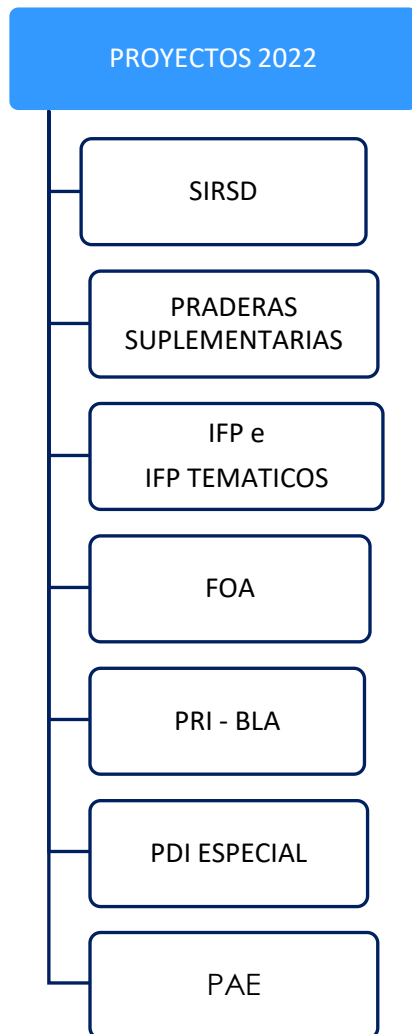 PROYECTOS 2022
SIRSD
PRADERAS
SUPLEMENTARIAS
IFP e
IFP TEMATICOS
FOA
PRI - BLA
PDI ESPECIAL
PAE